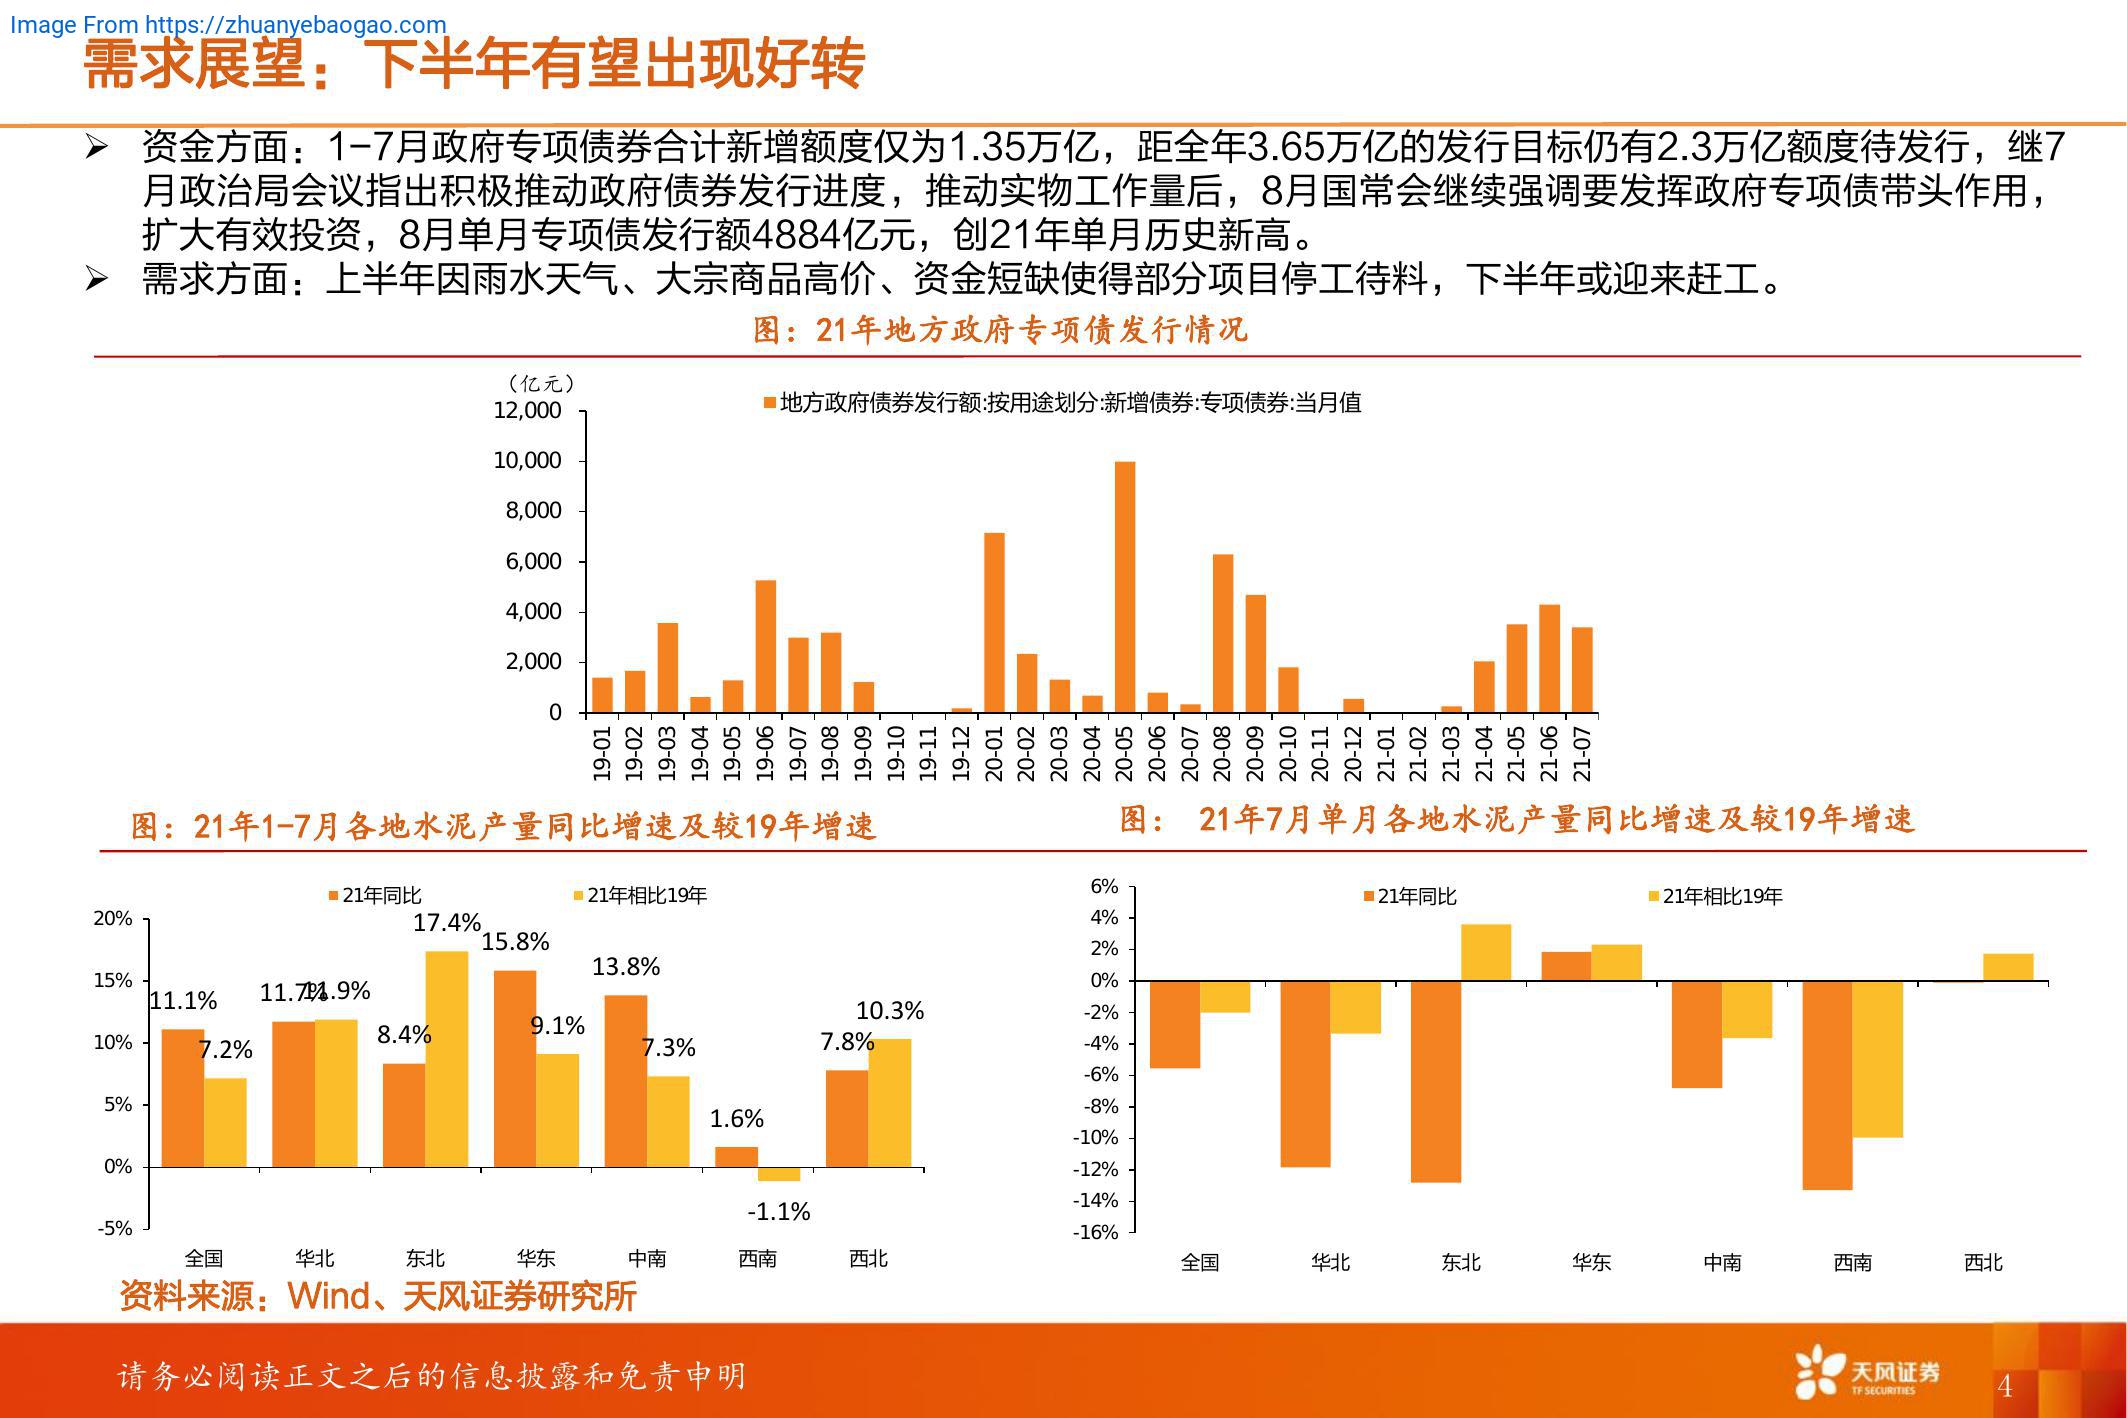 Image From https://zhuanyebaogao.com
需求展望：下半年有望出现好转
➢ 资金方面：1-7月政府专项债券合计新增额度仅为1.35万亿，距全年3.65万亿的发行目标仍有2.3万亿额度待发行，继7
月政治局会议指出积极推动政府债券发行进度，推动实物工作量后，8月国常会继续强调要发挥政府专项债带头作用，
扩大有效投资，8月单月专项债发行额4884亿元，创21年单月历史新高。
➢ 需求方面：上半年因雨水天气、大宗商品高价、资金短缺使得部分项目停工待料，下半年或迎来赶工。
图：21年地方政府专项债发行情况
（亿元）
地方政府债券发行额:按用途划分:新增债券:专项债券:当月值
12,000
10,000
8,000
6,000
4,000
2,000
0
19-01 19-02 19-03 19-04 19-05 19-06 19-07 19-08 19-09 19-10 19-11 19-12 20-01 20-02 20-03 20-04 20-05 20-06 20-07 20-08 20-09 20-10 20-11 20-12 21-01 21-02 21-03 21-04 21-05 21-06 21-07
图：21年1-7月各地水泥产量同比增速及较19年增速
21年同比 21年相比19年
20%
15%
10%
5%
0%
-5%
11.1% 7.2% 11.7% 11.9% 8.4% 17.4% 15.8% 9.1% 13.8% 7.3% 1.6% -1.1% 7.8% 10.3%
全国 华北 东北 华东 中南 西南 西北
图： 21年7月单月各地水泥产量同比增速及较19年增速
21年同比 21年相比19年
6%
4%
2%
0%
-2%
-4%
-6%
-8%
-10%
-12%
-14%
-16%
全国 华北 东北 华东 中南 西南 西北
资料来源：Wind、天风证券研究所
请务必阅读正文之后的信息披露和免责申明
天风证券
TF SECURITIES
4